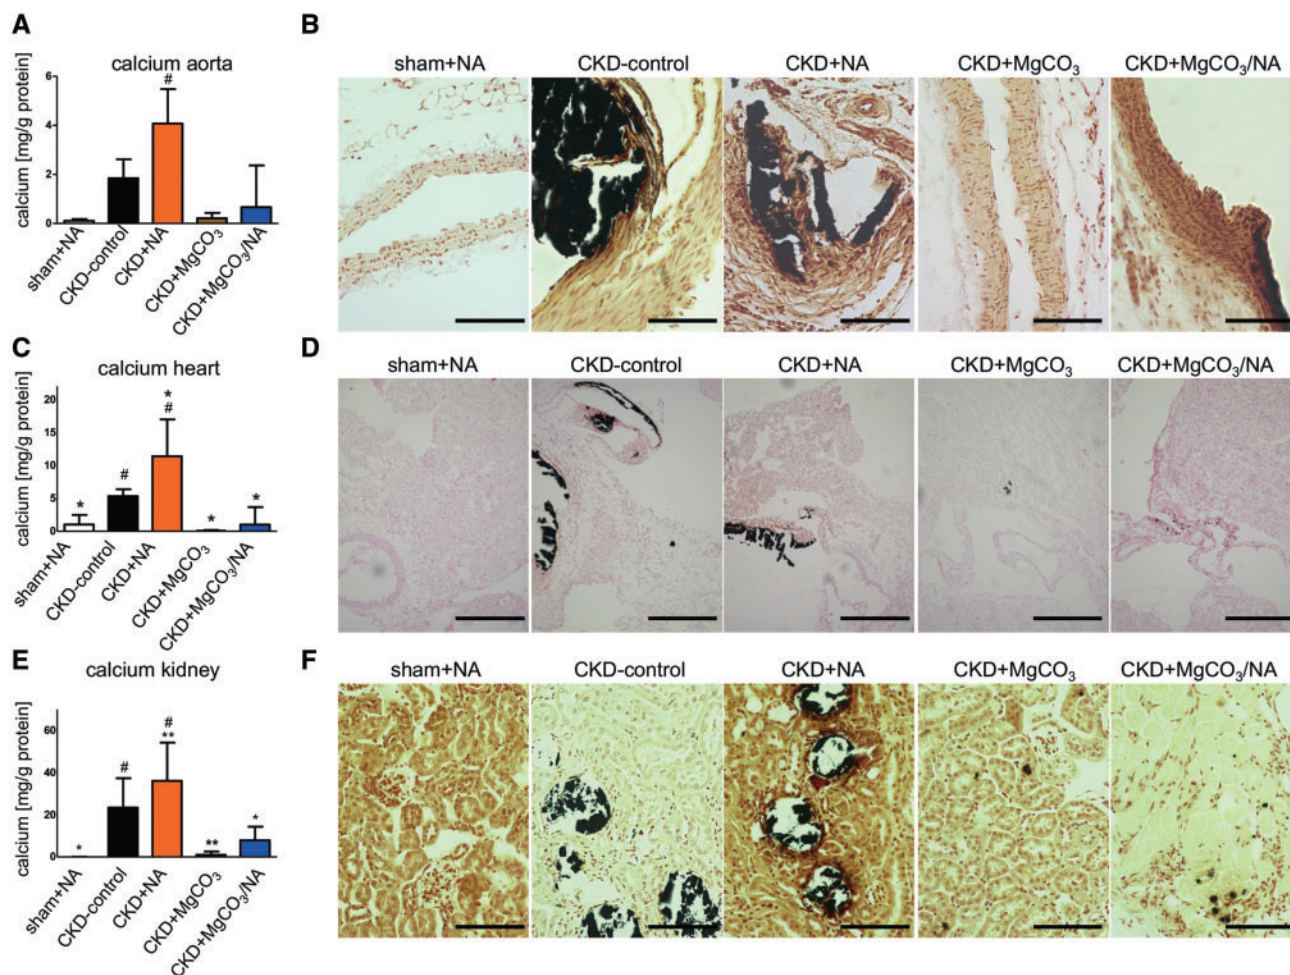 A
calcium aorta
calcium [mg/g protein]
6
4
2
0
#
sham+NA
CKD-control
CKD+NA
CKD+MgCO₃
CKD+MgCO₃/NA
B
sham+NA CKD-control CKD+NA CKD+MgCO₃ CKD+MgCO₃/NA
C
calcium heart
calcium [mg/g protein]
20
15
10
5
0
*
#
*
#
*
*
sham+NA
CKD-control
CKD+NA
CKD+MgCO₃
CKD+MgCO₃/NA
D
sham+NA CKD-control CKD+NA CKD+MgCO₃ CKD+MgCO₃/NA
E
calcium kidney
calcium [mg/g protein]
60
40
20
0
*
#
#
**
**
*
sham+NA
CKD-control
CKD+NA
CKD+MgCO₃
CKD+MgCO₃/NA
F
sham+NA CKD-control CKD+NA CKD+MgCO₃ CKD+MgCO₃/NA